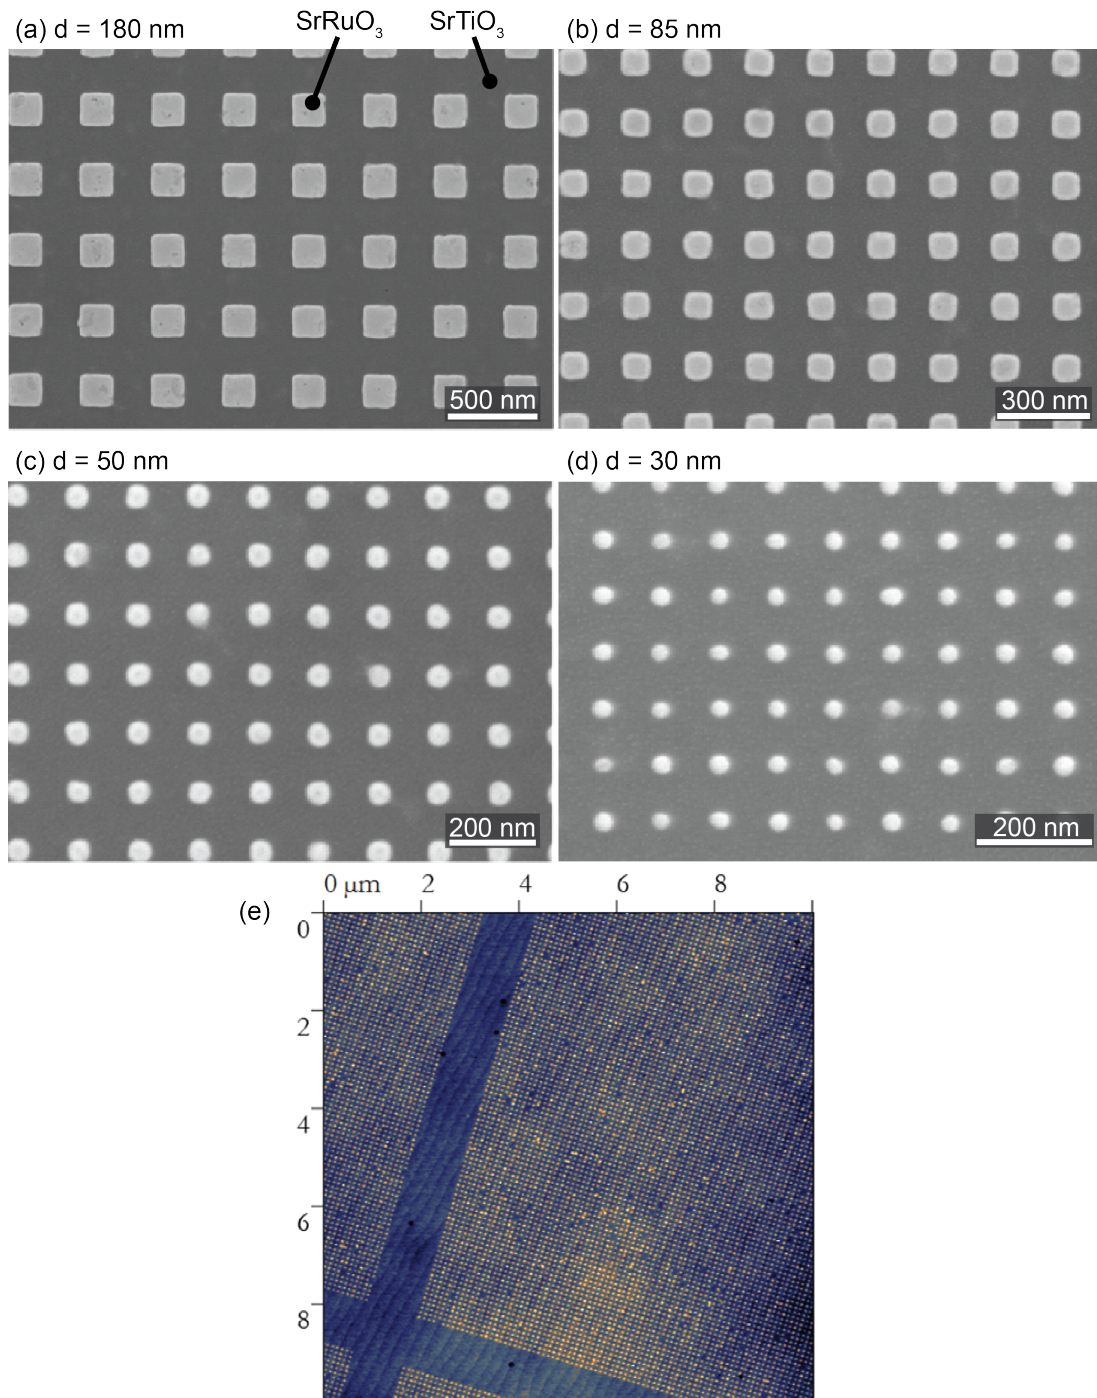 (a) d = 180 nm
SrRuO3
SrTiO3
(b) d = 85 nm
500 nm
300 nm
(c) d = 50 nm
(d) d = 30 nm
200 nm
200 nm
(e)
0 μm 2 4 6 8
0
2
4
6
8